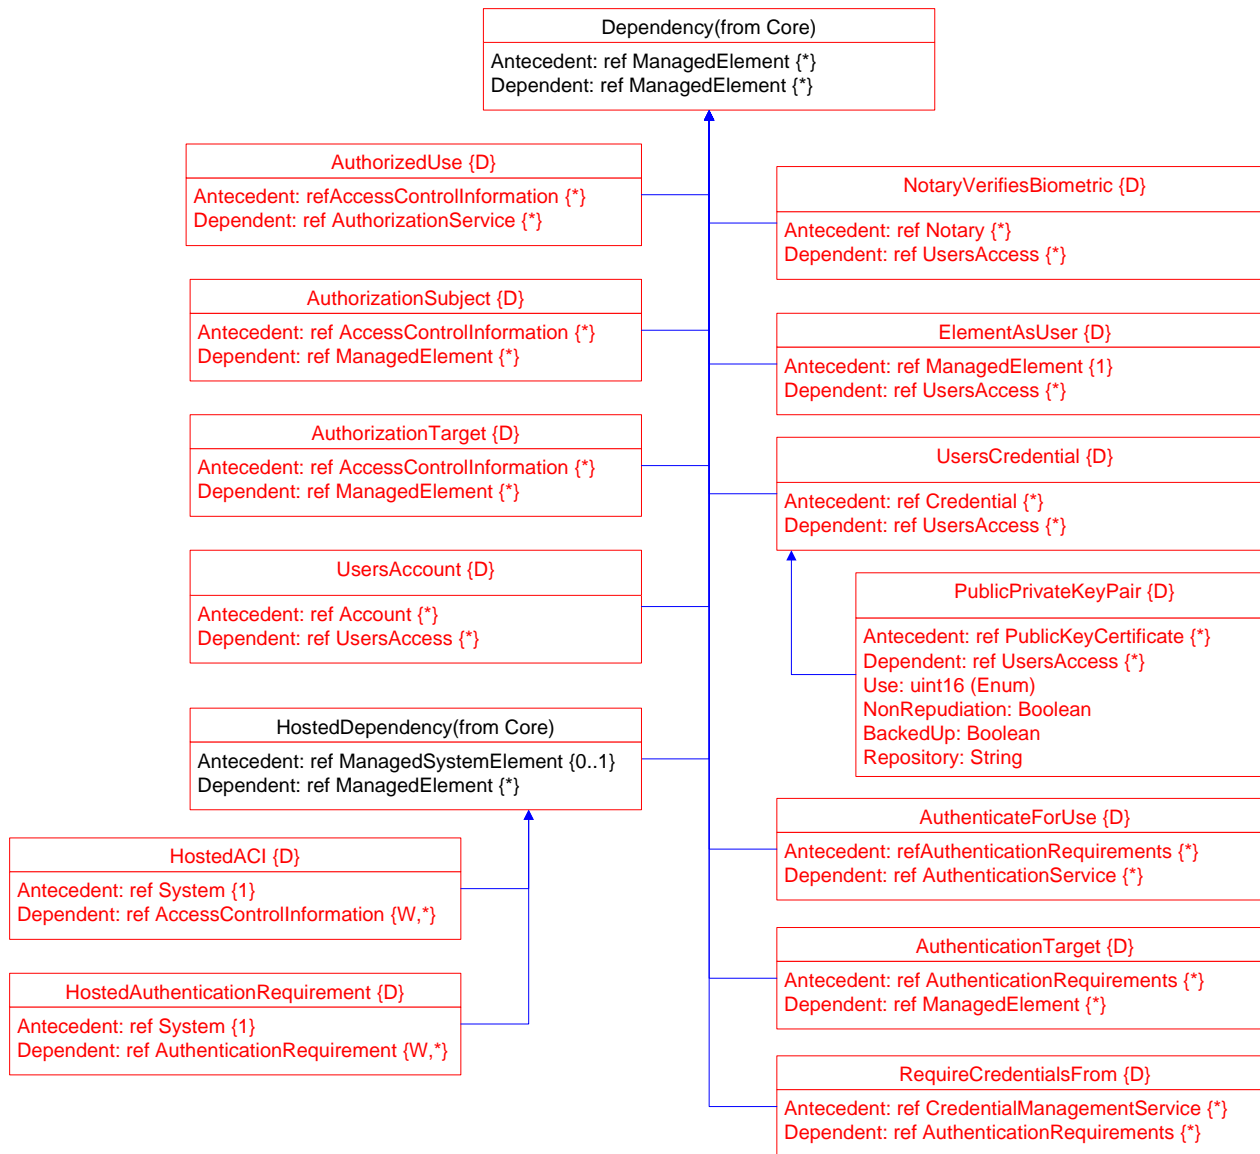 Dependency(from Core)
Antecedent: ref ManagedElement {*}
Dependent: ref ManagedElement {*}
AuthorizedUse {D}
Antecedent: refAccessControlInformation {*}
Dependent: ref AuthorizationService {*}
AuthorizationSubject {D}
Antecedent: ref AccessControlInformation {*}
Dependent: ref ManagedElement {*}
AuthorizationTarget {D}
Antecedent: ref AccessControlInformation {*}
Dependent: ref ManagedElement {*}
UsersAccount {D}
Antecedent: ref Account {*}
Dependent: ref UsersAccess {*}
HostedDependency(from Core)
Antecedent: ref ManagedSystemElement {0..1}
Dependent: ref ManagedElement {*}
HostedACI {D}
Antecedent: ref System {1}
Dependent: ref AccessControlInformation {W,*}
HostedAuthenticationRequirement {D}
Antecedent: ref System {1}
Dependent: ref AuthenticationRequirement {W,*}
NotaryVerifiesBiometric {D}
Antecedent: ref Notary {*}
Dependent: ref UsersAccess {*}
ElementAsUser {D}
Antecedent: ref ManagedElement {1}
Dependent: ref UsersAccess {*}
UsersCredential {D}
Antecedent: ref Credential {*}
Dependent: ref UsersAccess {*}
PublicPrivateKeyPair {D}
Antecedent: ref PublicKeyCertificate {*}
Dependent: ref UsersAccess {*}
Use: uint16 (Enum)
NonRepudiation: Boolean
BackedUp: Boolean
Repository: String
AuthenticateForUse {D}
Antecedent: refAuthenticationRequirements {*}
Dependent: ref AuthenticationService {*}
AuthenticationTarget {D}
Antecedent: ref AuthenticationRequirements {*}
Dependent: ref ManagedElement {*}
RequireCredentialsFrom {D}
Antecedent: ref CredentialManagementService {*}
Dependent: ref AuthenticationRequirements {*}